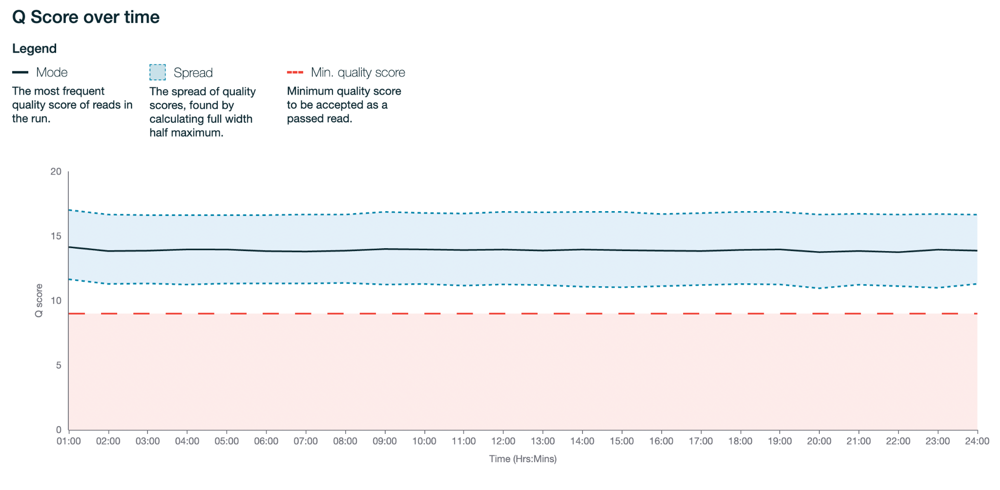 Q Score over time
Legend
Mode
The most frequent
quality score of reads in
the run.
Spread
The spread of quality
scores, found by
calculating full width
half maximum.
Min. quality score
Minimum quality score
to be accepted as a
passed read.
20
15
10
5
0
Q score
01:00 02:00 03:00 04:00 05:00 06:00 07:00 08:00 09:00 10:00 11:00 12:00 13:00 14:00 15:00 16:00 17:00 18:00 19:00 20:00 21:00 22:00 23:00 24:00
Time (Hrs:Mins)